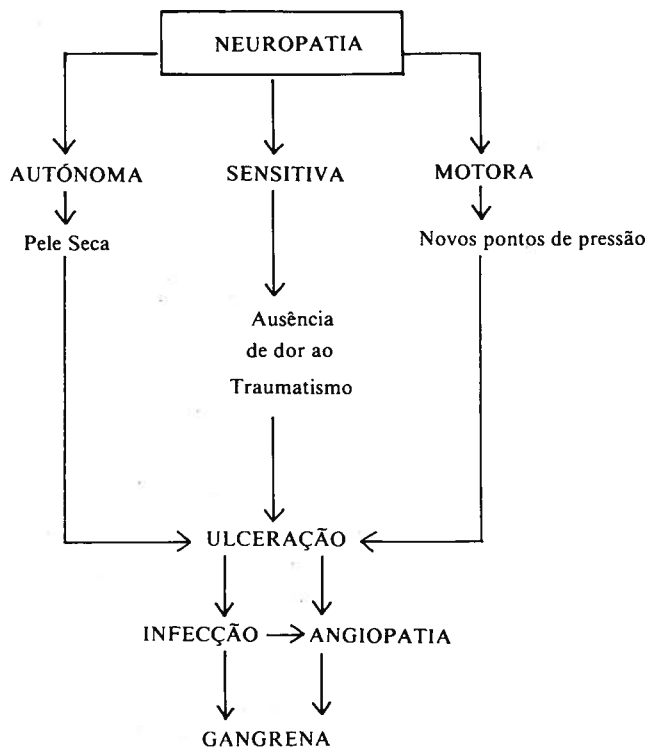 NEUROPATIA
AUTÓNOMA
SENSITIVA
MOTORA
Pele Seca
Novos pontos de pressão
Ausência
de dor ao
Traumatismo
ULCERAÇÃO
INFECÇÃO
ANGIOPATIA
GANGRENA